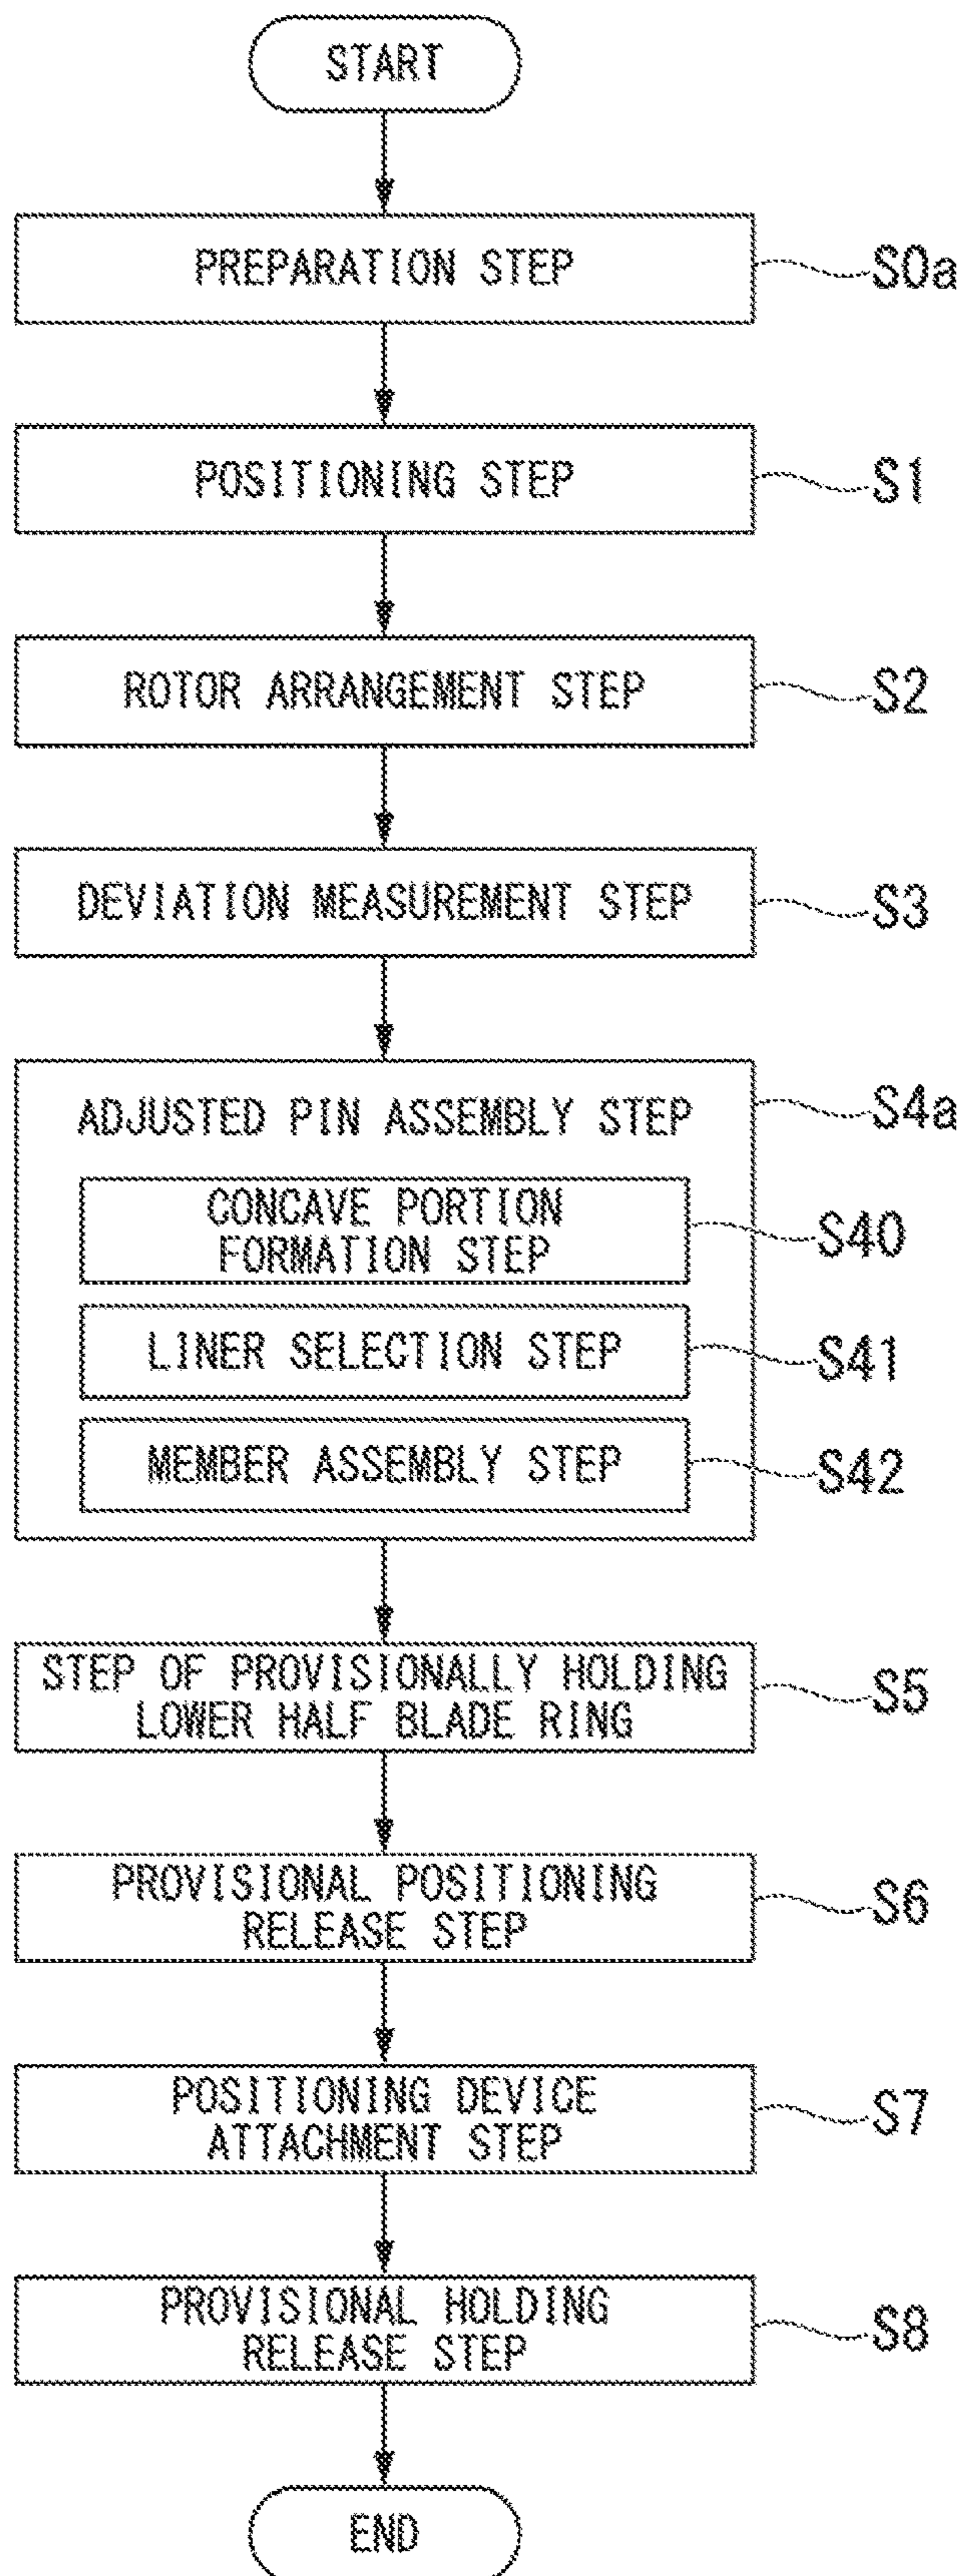 START
PREPARATION STEP
S0a
POSITIONING STEP
S1
ROTOR ARRANGEMENT STEP
S2
DEVIATION MEASUREMENT STEP
S3
ADJUSTED PIN ASSEMBLY STEP
S4a
CONCAVE PORTION
FORMATION STEP
S40
LINER SELECTION STEP
S41
MEMBER ASSEMBLY STEP
S42
STEP OF PROVISIONALLY HOLDING
LOWER HALF BLADE RING
S5
PROVISIONAL POSITIONING
RELEASE STEP
S6
POSITIONING DEVICE
ATTACHMENT STEP
S7
PROVISIONAL HOLDING
RELEASE STEP
S8
END